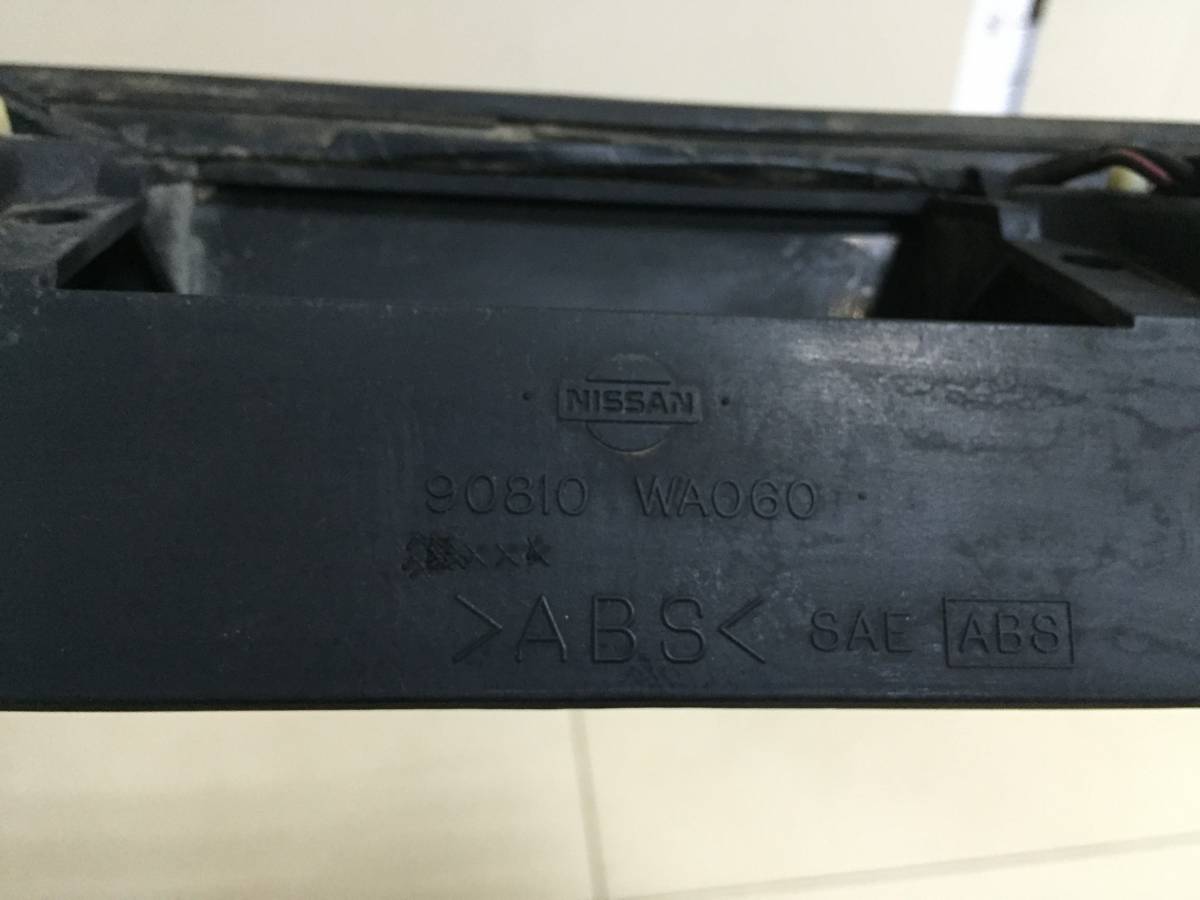 NISSAN
90810 WA060
>ABS< SAE ABS